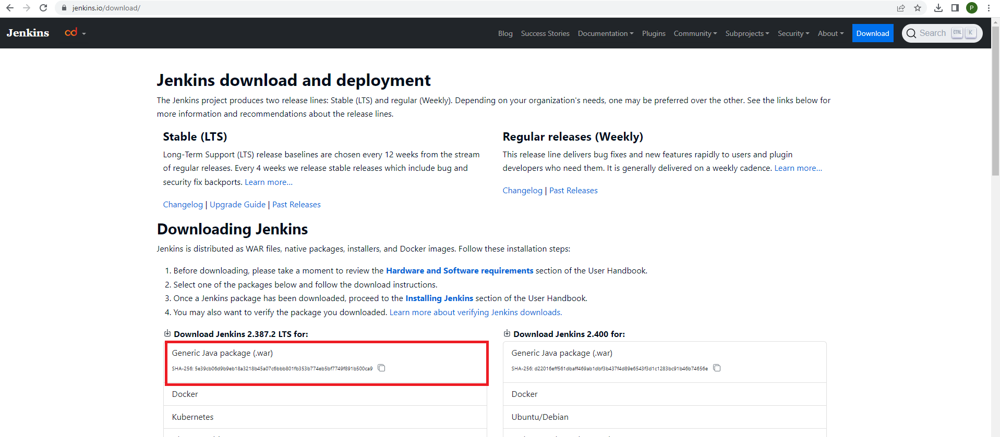 jenkins.io/download/
P
Jenkins cd Blog Success Stories Documentation Plugins Community Subprojects Security About Download Search CTRL K
Jenkins download and deployment
The Jenkins project produces two release lines: Stable (LTS) and regular (Weekly). Depending on your organization's needs, one may be preferred over the other. See the links below for
more information and recommendations about the release lines.
Stable (LTS)
Long-Term Support (LTS) release baselines are chosen every 12 weeks from the stream
of regular releases. Every 4 weeks we release stable releases which include bug and
security fix backports. Learn more...
Changelog | Upgrade Guide | Past Releases
Regular releases (Weekly)
This release line delivers bug fixes and new features rapidly to users and plugin
developers who need them. It is generally delivered on a weekly cadence. Learn more...
Changelog | Past Releases
Downloading Jenkins
Jenkins is distributed as WAR files, native packages, installers, and Docker images. Follow these installation steps:
1. Before downloading, please take a moment to review the Hardware and Software requirements section of the User Handbook.
2. Select one of the packages below and follow the download instructions.
3. Once a Jenkins package has been downloaded, proceed to the Installing Jenkins section of the User Handbook.
4. You may also want to verify the package you downloaded. Learn more about verifying Jenkins downloads.
Download Jenkins 2.387.2 LTS for:
Generic Java package (.war)
SHA-256: 5e39cb06d9b9eb18a3218b45a07c6bbb801fb353b774eb5bf7749f891b500ca9
Docker
Kubernetes
Download Jenkins 2.400 for:
Generic Java package (.war)
SHA-256: d22016eff561dbaff469ab1dbf3b437f4d89e6543f3d1c1283bc91b46b74656e
Docker
Ubuntu/Debian